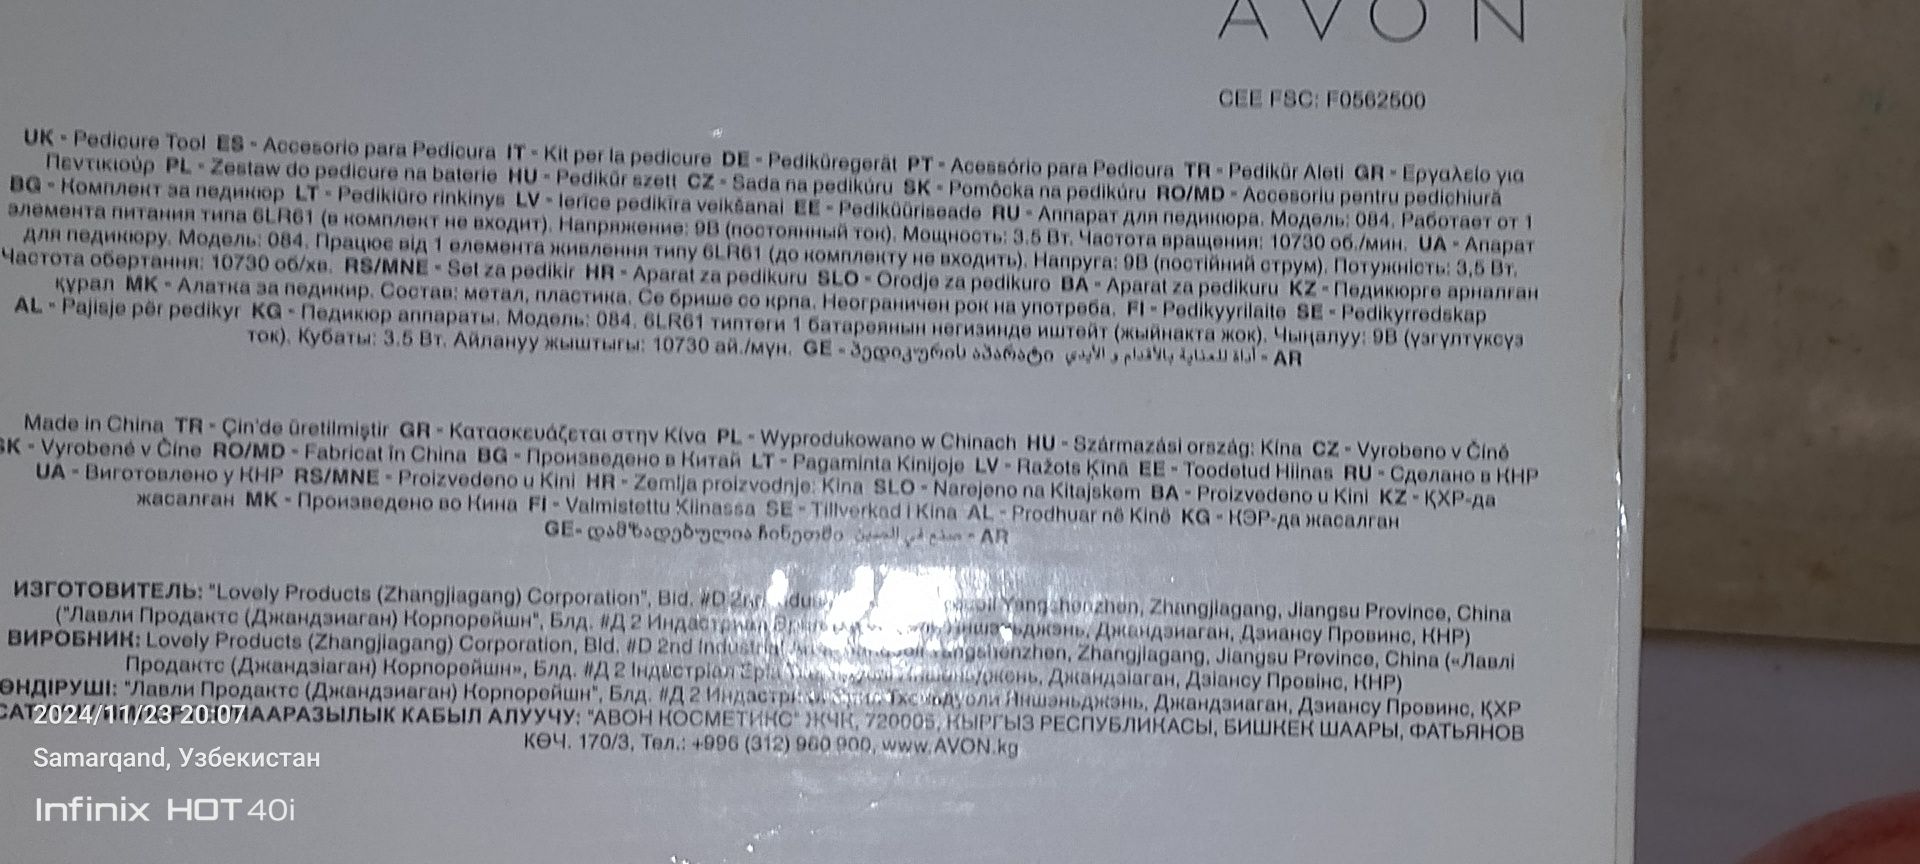 AVON
CEE FSC: F0562500
UK - Pedicure Tool ES - Accesorio para Pedicura IT - Kit per la pedicure DE - Pediküregerät PT - Acessório para Pedicura TR - Pedikür Aleti GR - Εργαλείο για
Πεντικιούρ PL - Zestaw do pedicure na baterie HU - Pedikűr szett CZ - Sada na pedikúru SK - Pomôcka na pedikúru RO/MD - Accesoriu pentru pedichiură
BG - Комплект за педикюр LT - Pedikiūro rinkinys LV - Ierīce pedikīra veikšanai EE - Pediküüriseade RU - Аппарат для педикюра. Модель: 084. Работает от 1
элемента питания типа 6LR61 (в комплект не входит). Напряжение: 9В (постоянный ток). Мощность: 3.5 Вт. Частота вращения: 10730 об./мин. UA - Апарат
для педикюру. Модель: 084. Працює від 1 елемента живлення типу 6LR61 (до комплекту не входить). Напруга: 9В (постійний струм). Потужність: 3,5 Вт.
Частота обертання: 10730 об/хв. RS/MNE - Set za pedikir HR - Aparat za pedikuru SLO - Orodje za pedikuro BA - Aparat za pedikuru KZ - Педикюрге арналған
құрал MK - Алатка за педикир. Состав: метал, пластика. Се брише со крпа. Неограничен рок на употреба. FI - Pedikyyrilaite SE - Pedikyrredskap
AL - Pajisje për pedikyr KG - Педикюр аппараты. Модель: 084. 6LR61 типтеги 1 батареянын негизинде иштейт (жыйнакта жок). Чыңалуу: 9В (үзгүлтүксүз
ток). Кубаты: 3.5 Вт. Айлануу жыштыгы: 10730 ай./мүн. GE - პედიკურის აპარატი أداة للعناية بالأقدام و الأيدي - AR
Made in China TR - Çin'de üretilmiştir GR - Κατασκευάζεται στην Κίνα PL - Wyprodukowano w Chinach HU - Származási ország: Kína CZ - Vyrobeno v Číně
SK - Vyrobené v Číne RO/MD - Fabricat în China BG - Произведено в Китай LT - Pagaminta Kinijoje LV - Ražots Ķīnā EE - Toodetud Hiinas RU - Сделано в КНР
UA - Виготовлено у КНР RS/MNE - Proizvedeno u Kini HR - Zemlja proizvodnje: Kina SLO - Narejeno na Kitajskem BA - Proizvedeno u Kini KZ - ҚХР-да
жасалған MK - Произведено во Кина FI - Valmistettu Kiinassa SE - Tillverkad i Kina AL - Prodhuar në Kinë KG - КЭР-да жасалган
GE- დამზადებულია ჩინეთში صنع في الصين - AR
ИЗГОТОВИТЕЛЬ: "Lovely Products (Zhangjiagang) Corporation", Bld. #D 2nd Yangshenzhen, Zhangjiagang, Jiangsu Province, China
("Лавли Продактс (Джандзиаган) Корпорейшн", Блд. #Д 2 Индастриал Джандзиаган, Дзиансу Провинс, КНР)
ВИРОБНИК: Lovely Products (Zhangjiagang) Corporation, Bld. #D 2nd Industrial Yangshenzhen, Zhangjiagang, Jiangsu Province, China («Лавлі
Продактс (Джандзіаган) Корпорейшн», Блд. #Д 2 Індастріал Джандзіаган, Дзіансу Провінс, КНР)
ӨНДІРУШІ: "Лавли Продактс (Джандзиаган) Корпорейшн", Блд. #Д 2 Яншэньджэнь, Джандзиаган, Дзиансу Провинс, ҚХР
КАБЫЛ АЛУУЧУ: "АВОН КОСМЕТИКС" ЖЧК, 720005, КЫРГЫЗ РЕСПУБЛИКАСЫ, БИШКЕК ШААРЫ, ФАТЬЯНОВ
КӨЧ. 170/3, Тел.: +996 (312) 960 900, www.AVON.kg
2024/11/23 20:07
Samarqand, Узбекистан
Infinix HOT 40i